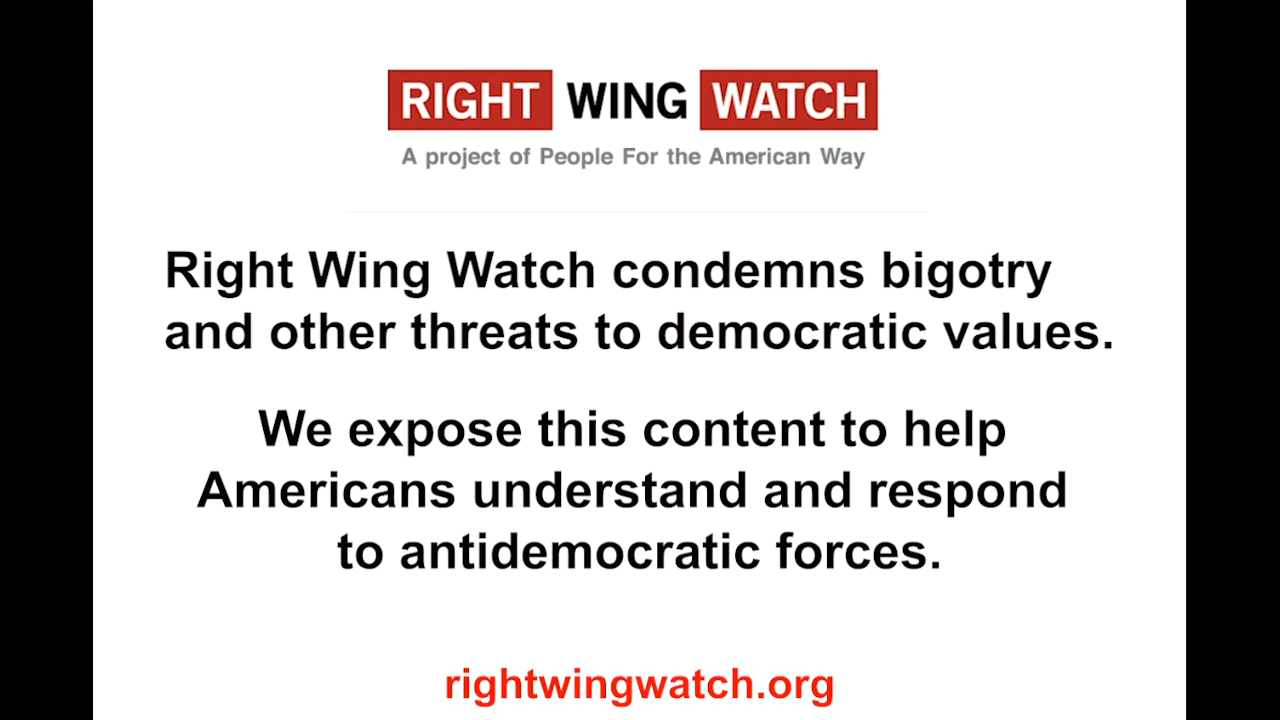 RIGHT WING WATCH
A project of People For the American Way
Right Wing Watch condemns bigotry
and other threats to democratic values.
We expose this content to help
Americans understand and respond
to antidemocratic forces.
rightwingwatch.org